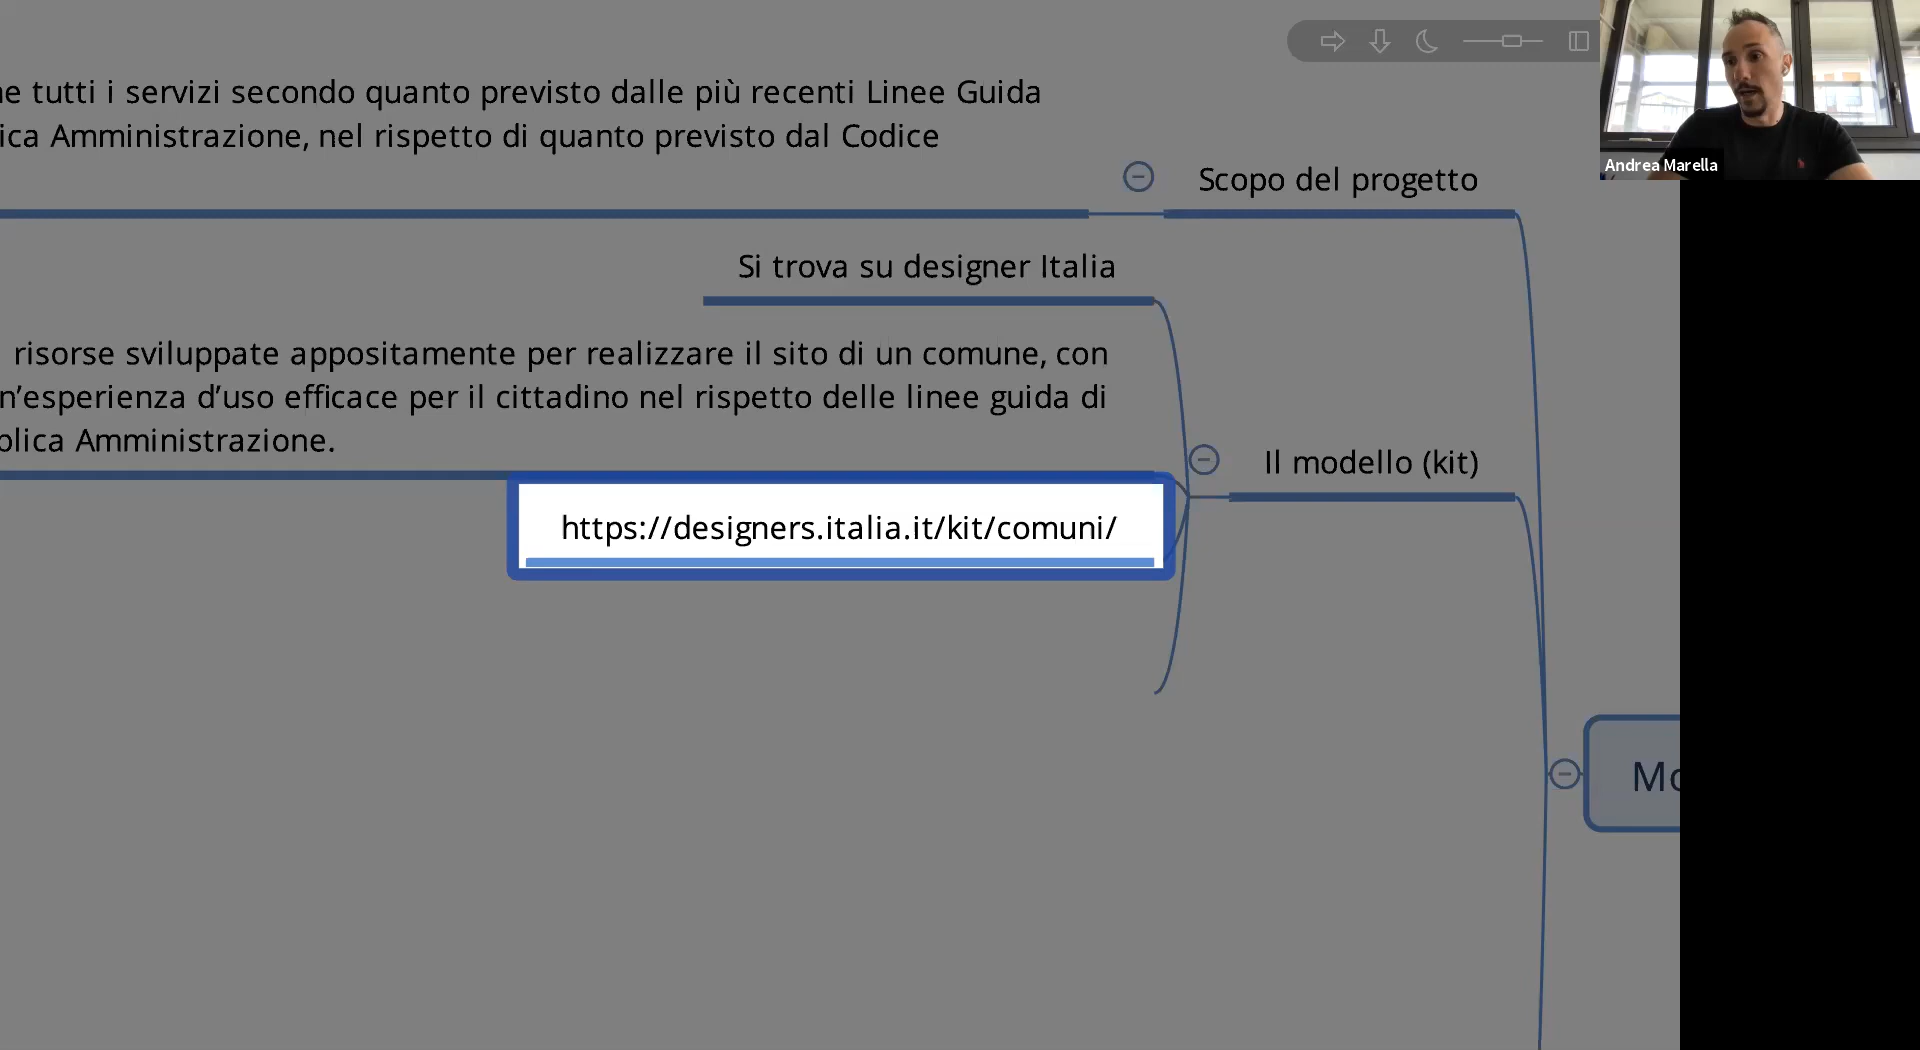 tutti i servizi secondo quanto previsto dalle più recenti Linee Guida
Amministrazione, nel rispetto di quanto previsto dal Codice
Scopo del progetto
Andrea Marella
Si trova su designer Italia
risorse sviluppate appositamente per realizzare il sito di un comune, con
n’esperienza d’uso efficace per il cittadino nel rispetto delle linee guida di
Amministrazione.
Il modello (kit)
https://designers.italia.it/kit/comuni/